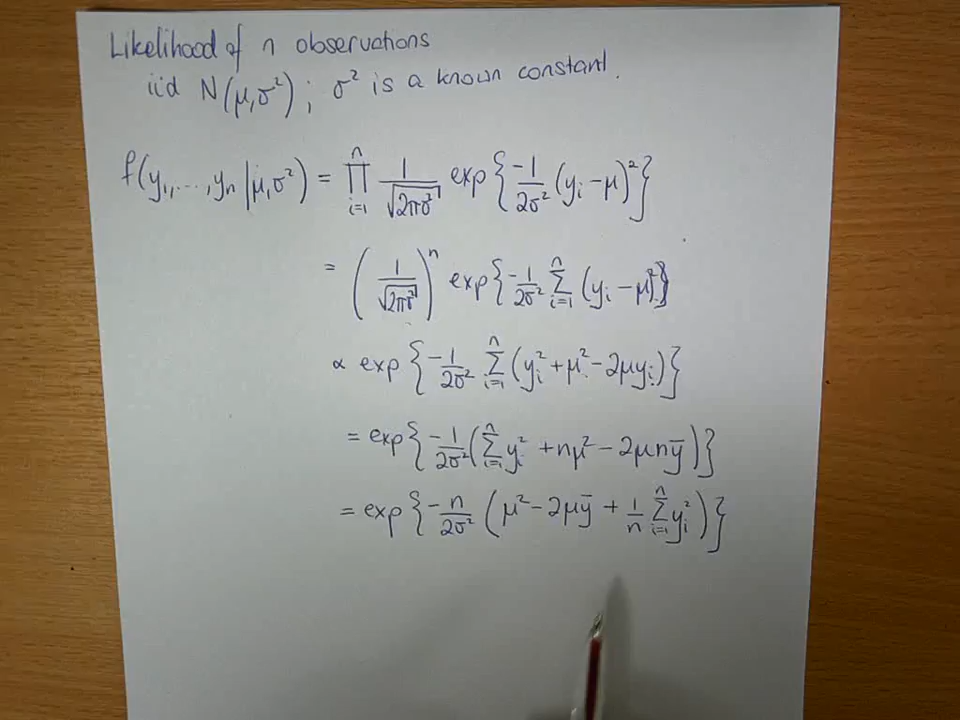 Likelihood of n observations
iid N(μ,σ²); σ² is a known constant.
f(y₁,...,yₙ|μ,σ²) = ∏ᵢ₌₁ⁿ 1/√(2πσ²) exp{-1/2σ² (yᵢ-μ)²}
= (1/√(2πσ²))ⁿ exp{-1/2σ² ∑ᵢ₌₁ⁿ (yᵢ-μ)²}
∝ exp{-1/2σ² ∑ᵢ₌₁ⁿ (yᵢ²+μ²-2μyᵢ)}
= exp{-1/2σ² (∑ᵢ₌₁ⁿ yᵢ² + nμ² - 2μnȳ)}
= exp{-n/2σ² (μ² - 2μȳ + 1/n ∑ᵢ₌₁ⁿ yᵢ²)}